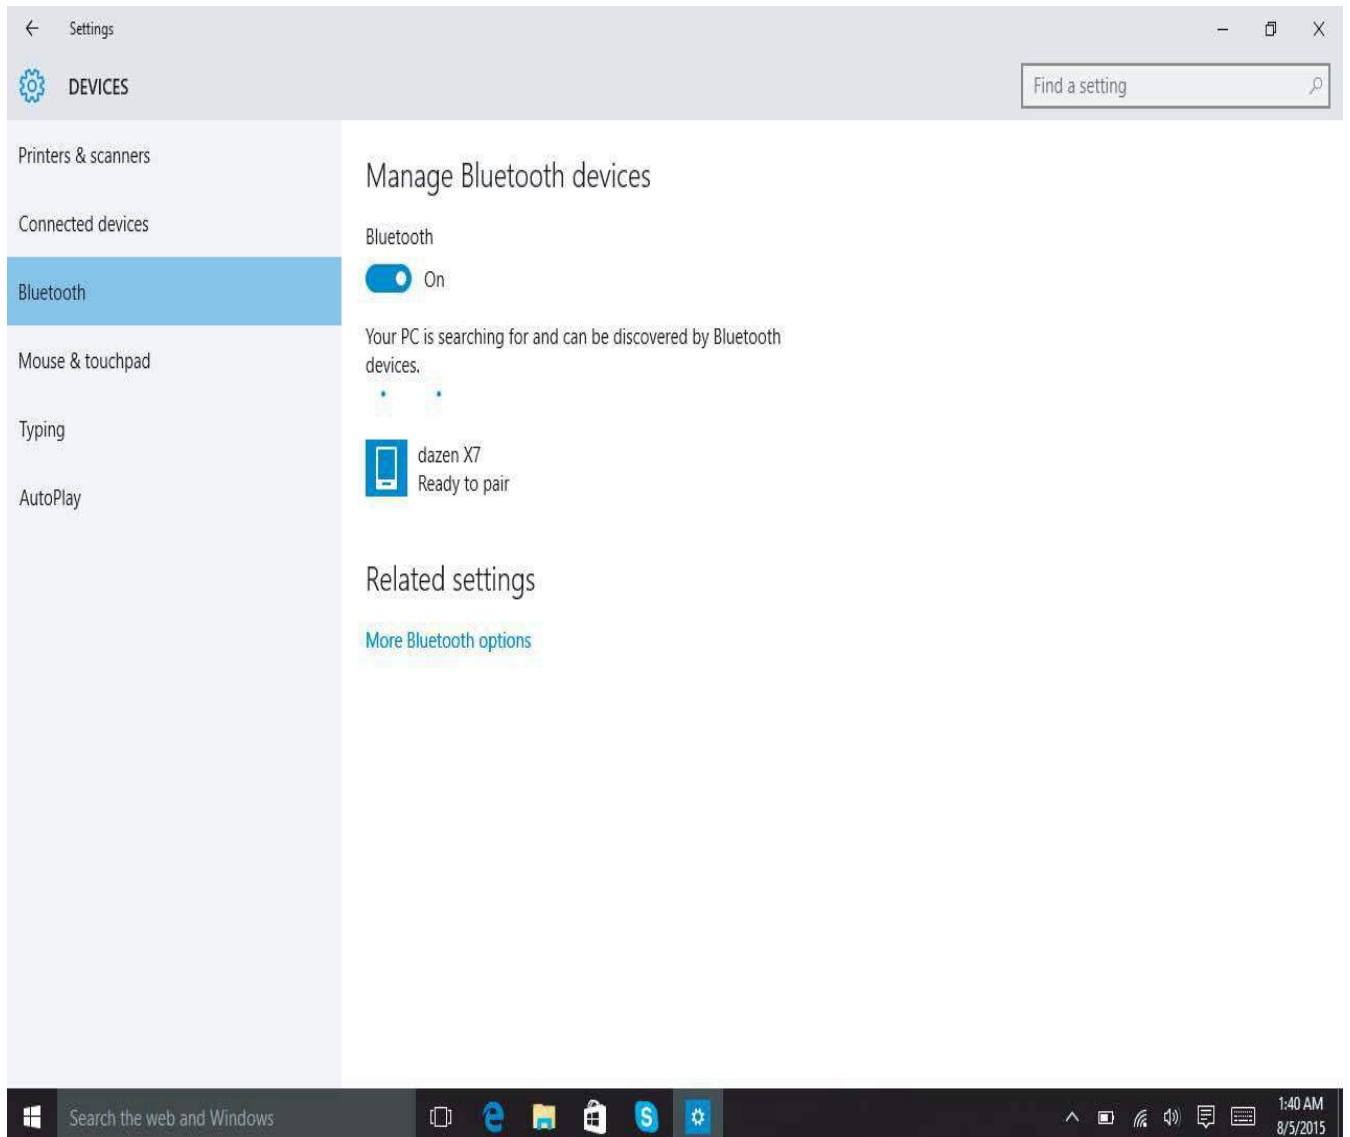 Settings
DEVICES
Find a setting
Printers & scanners
Connected devices
Bluetooth
Mouse & touchpad
Typing
AutoPlay
Manage Bluetooth devices
Bluetooth
On
Your PC is searching for and can be discovered by Bluetooth
devices.
dazen X7
Ready to pair
Related settings
More Bluetooth options
Search the web and Windows
1:40 AM
8/5/2015